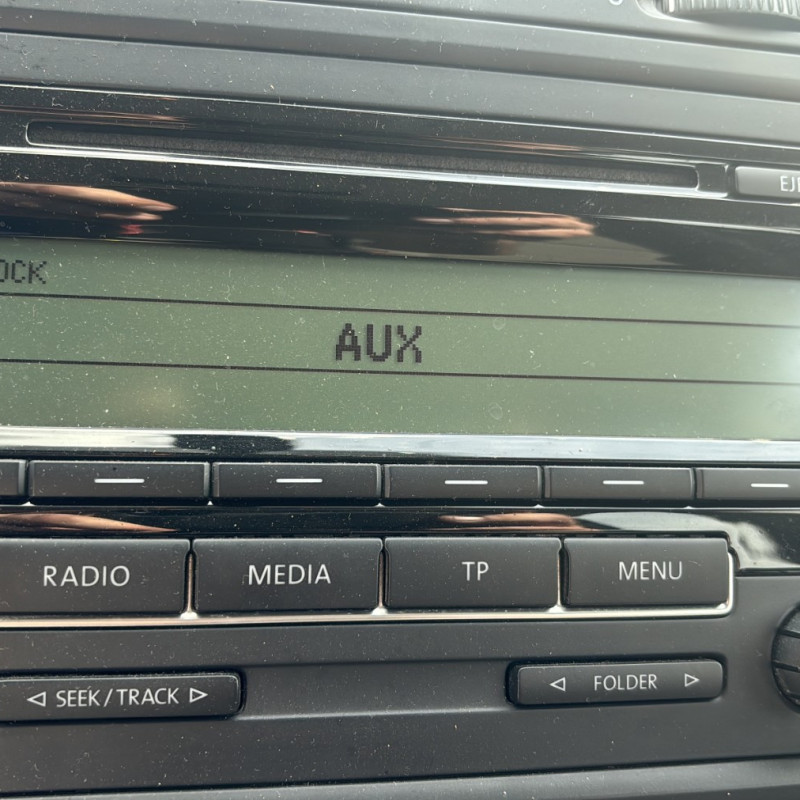 AUX
RADIO MEDIA TP MENU
◁ SEEK/TRACK ▷ ◁ FOLDER ▷